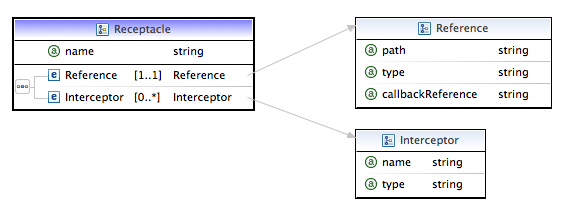 Receptacle
a name string
e Reference [1..1] Reference
e Interceptor [0..*] Interceptor
Reference
a path string
a type string
a callbackReference string
Interceptor
a name string
a type string